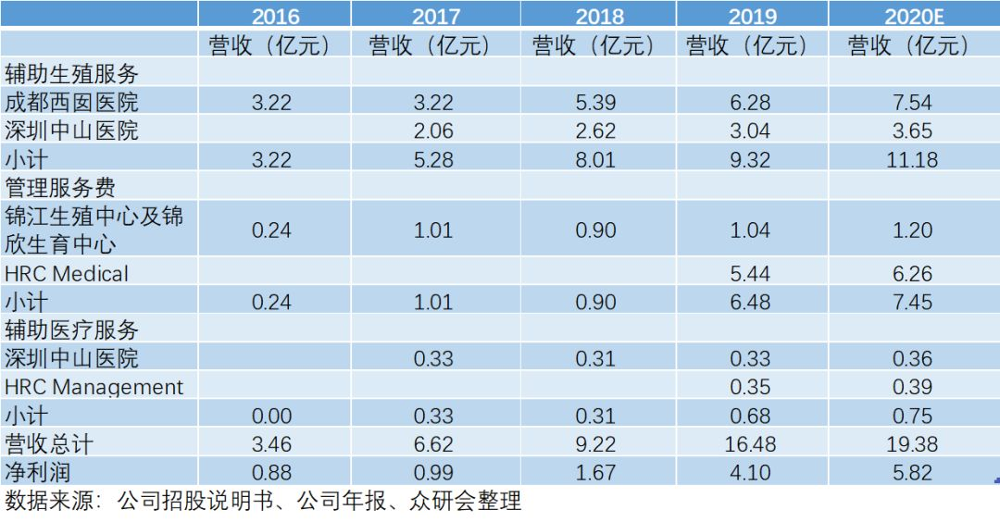 2016 2017 2018 2019 2020E
营收（亿元） 营收（亿元） 营收（亿元） 营收（亿元） 营收（亿元）
辅助生殖服务
成都西囡医院 3.22 3.22 5.39 6.28 7.54
深圳中山医院 2.06 2.62 3.04 3.65
小计 3.22 5.28 8.01 9.32 11.18
管理服务费
锦江生殖中心及锦
欣生育中心 0.24 1.01 0.90 1.04 1.20
HRC Medical 5.44 6.26
小计 0.24 1.01 0.90 6.48 7.45
辅助医疗服务
深圳中山医院 0.33 0.31 0.33 0.36
HRC Management 0.35 0.39
小计 0.00 0.33 0.31 0.68 0.75
营收总计 3.46 6.62 9.22 16.48 19.38
净利润 0.88 0.99 1.67 4.10 5.82
数据来源：公司招股说明书、公司年报、众研会整理